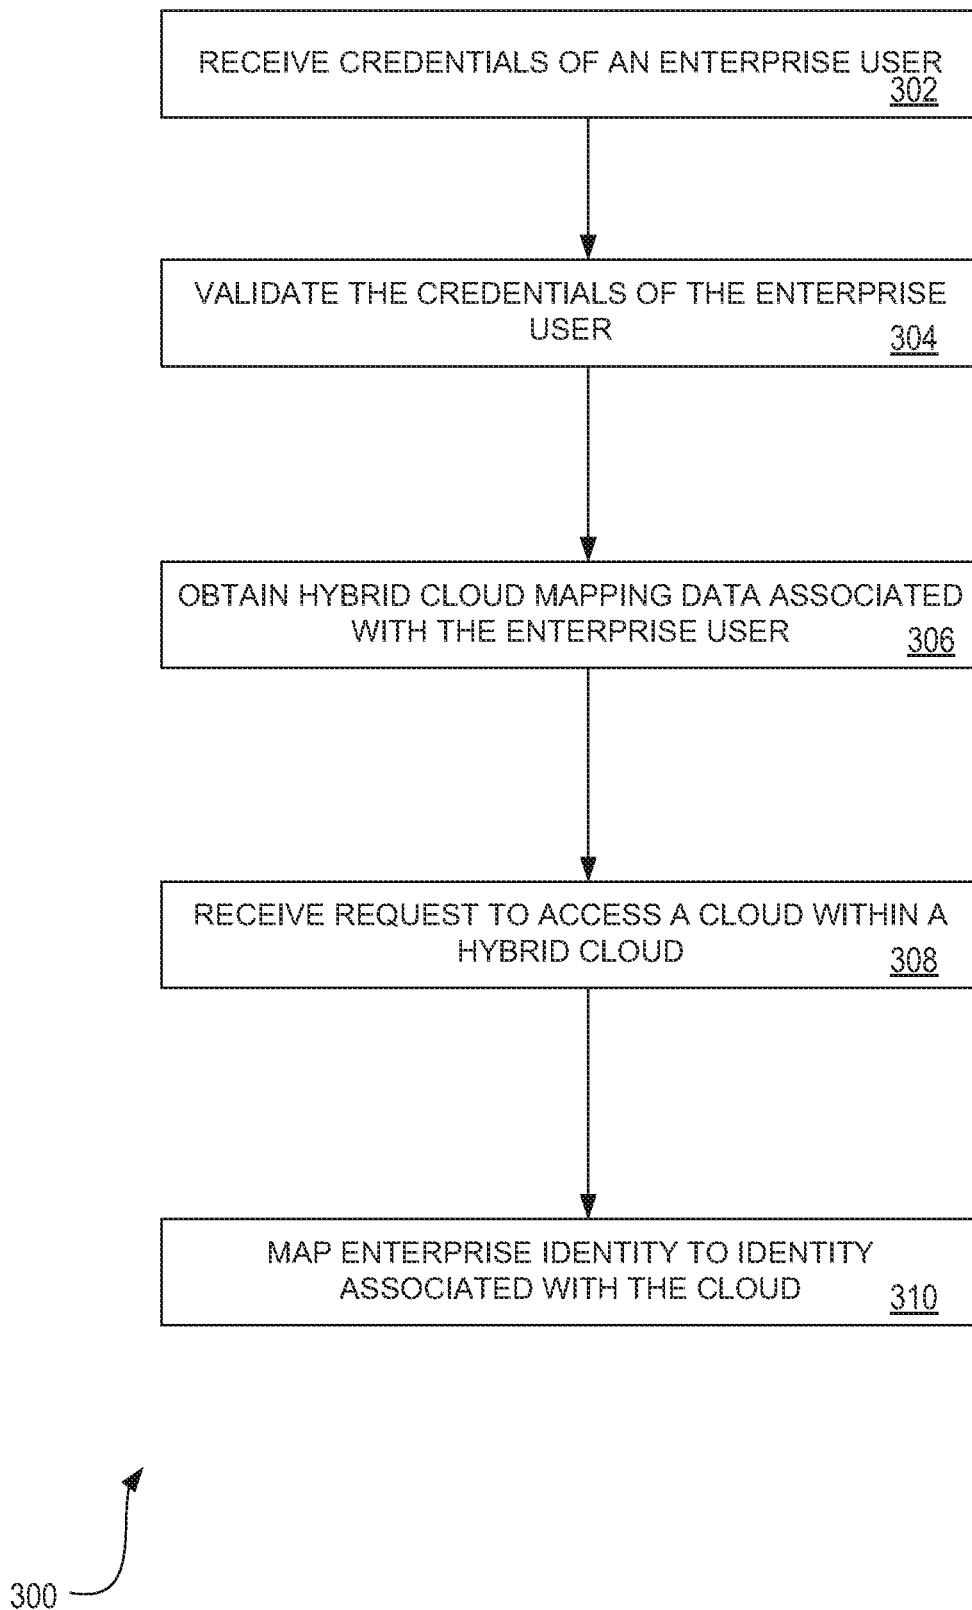 RECEIVE CREDENTIALS OF AN ENTERPRISE USER
302
VALIDATE THE CREDENTIALS OF THE ENTERPRISE
USER
304
OBTAIN HYBRID CLOUD MAPPING DATA ASSOCIATED
WITH THE ENTERPRISE USER
306
RECEIVE REQUEST TO ACCESS A CLOUD WITHIN A
HYBRID CLOUD
308
MAP ENTERPRISE IDENTITY TO IDENTITY
ASSOCIATED WITH THE CLOUD
310
300